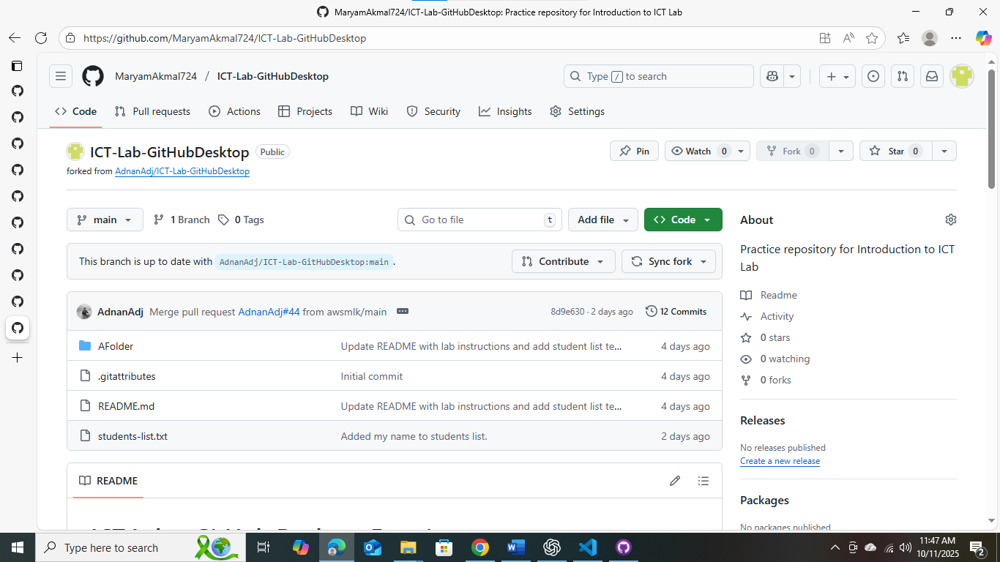 MaryamAkmal724/ICT-Lab-GitHubDesktop: Practice repository for Introduction to ICT Lab
https://github.com/MaryamAkmal724/ICT-Lab-GitHubDesktop
MaryamAkmal724 / ICT-Lab-GitHubDesktop
Type / to search
Code Pull requests Actions Projects Wiki Security Insights Settings
ICT-Lab-GitHubDesktop Public
Pin Watch 0 Fork 0 Star 0
forked from AdnanAdj/ICT-Lab-GitHubDesktop
main 1 Branch 0 Tags
Go to file t
Add file
Code
This branch is up to date with AdnanAdj/ICT-Lab-GitHubDesktop:main.
Contribute Sync fork
AdnanAdj Merge pull request AdnanAdj#44 from awsmlk/main 8d9e630 · 2 days ago 12 Commits
AFolder Update README with lab instructions and add student list te... 4 days ago
.gitattributes Initial commit 4 days ago
README.md Update README with lab instructions and add student list te... 4 days ago
students-list.txt Added my name to students list. 2 days ago
README
About
Practice repository for Introduction to ICT
Lab
Readme
Activity
0 stars
0 watching
0 forks
Releases
No releases published
Create a new release
Packages
No packages published
Type here to search
11:47 AM
10/11/2025
2